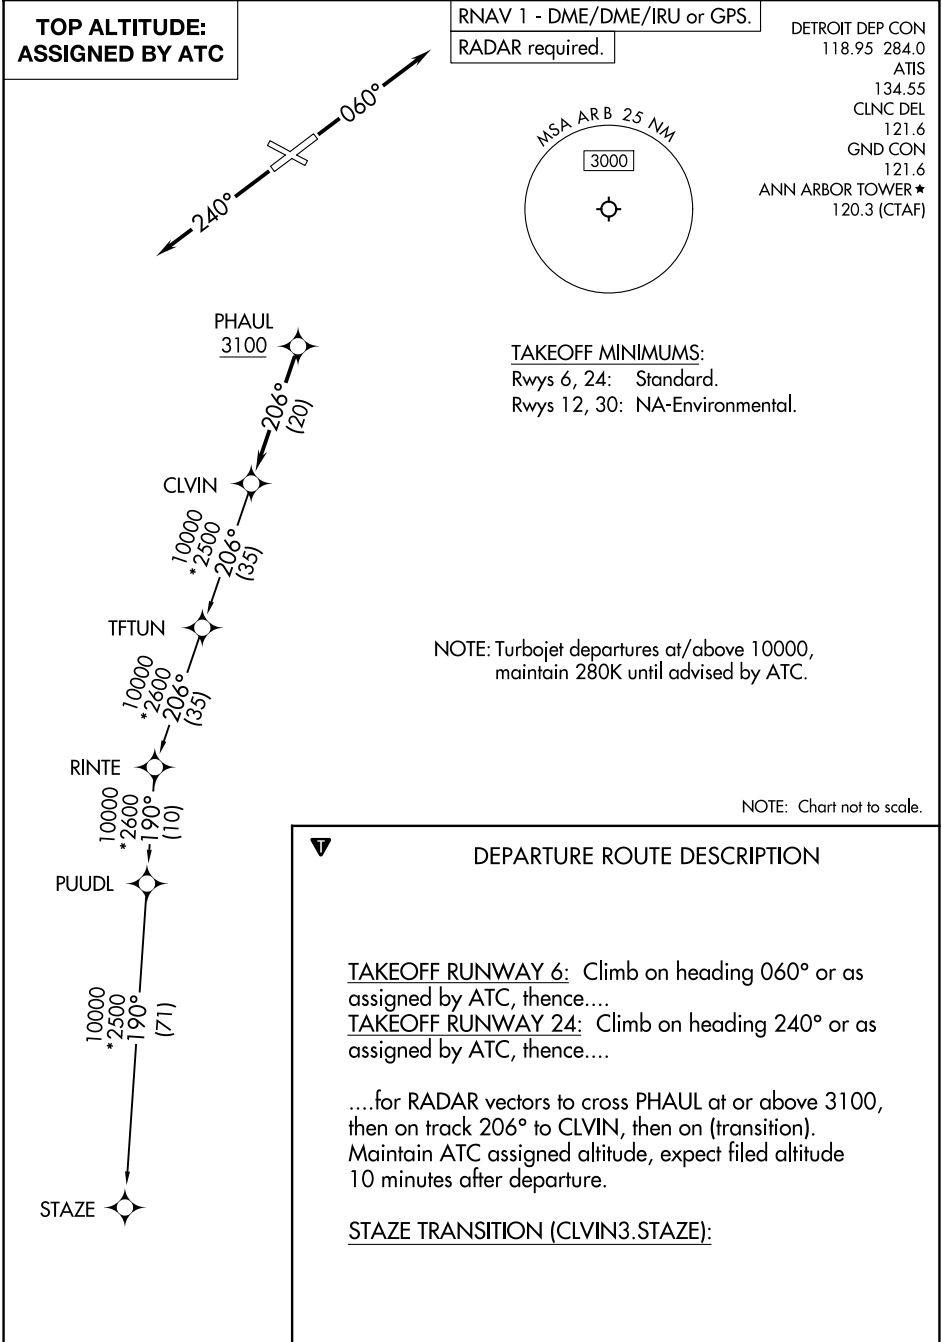 TOP ALTITUDE:
ASSIGNED BY ATC
RNAV 1 - DME/DME/IRU or GPS.
RADAR required.
DETROIT DEP CON
118.95 284.0
ATIS
134.55
CLNC DEL
121.6
GND CON
121.6
ANN ARBOR TOWER ★
120.3 (CTAF)
060°
240°
MSA ARB 25 NM
3000
PHAUL
3100
206°
(20)
TAKEOFF MINIMUMS:
Rwys 6, 24: Standard.
Rwys 12, 30: NA-Environmental.
CLVIN
10000
*2500
206°
(35)
TFTUN
NOTE: Turbojet departures at/above 10000,
maintain 280K until advised by ATC.
10000
*2600
206°
(35)
RINTE
10000
*2600
190°
(10)
NOTE: Chart not to scale.
PUUDL
10000
*2500
190°
(71)
STAZE
T
DEPARTURE ROUTE DESCRIPTION
TAKEOFF RUNWAY 6: Climb on heading 060° or as
assigned by ATC, thence....
TAKEOFF RUNWAY 24: Climb on heading 240° or as
assigned by ATC, thence....
....for RADAR vectors to cross PHAUL at or above 3100,
then on track 206° to CLVIN, then on (transition).
Maintain ATC assigned altitude, expect filed altitude
10 minutes after departure.
STAZE TRANSITION (CLVIN3.STAZE):